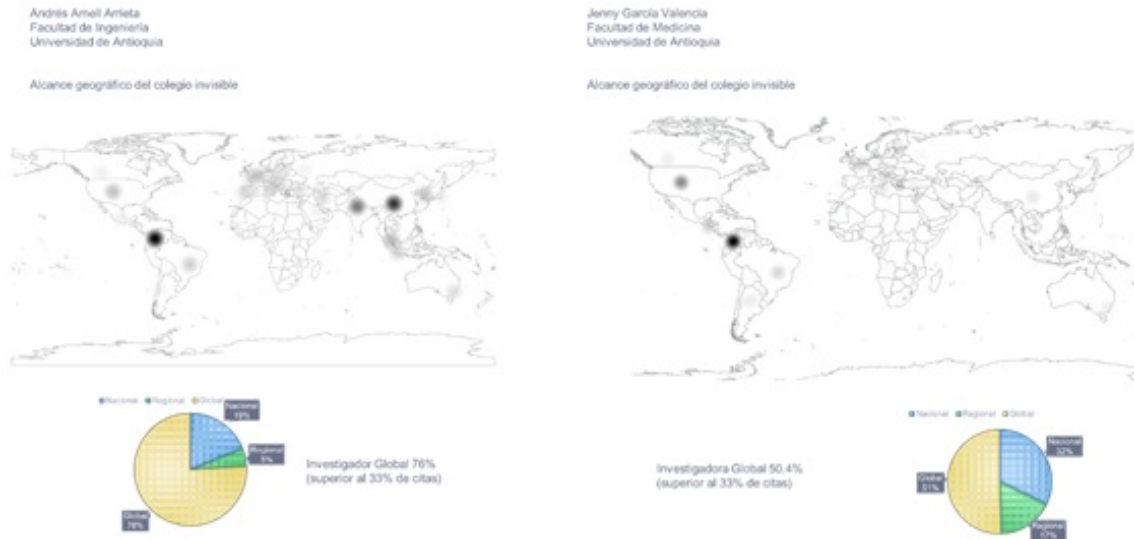 Andrés Amell Arrieta
Facultad de Ingeniería
Universidad de Antioquia
Alcance geográfico del colegio invisible
Nacional Regional Global
Nacional
19%
Regional
5%
Global
76%
Investigador Global 76%
(superior al 33% de citas)
Jenny García Valencia
Facultad de Medicina
Universidad de Antioquia
Alcance geográfico del colegio invisible
Investigadora Global 50,4%
(superior al 33% de citas)
Nacional Regional Global
Nacional
32%
Global
51%
Regional
17%